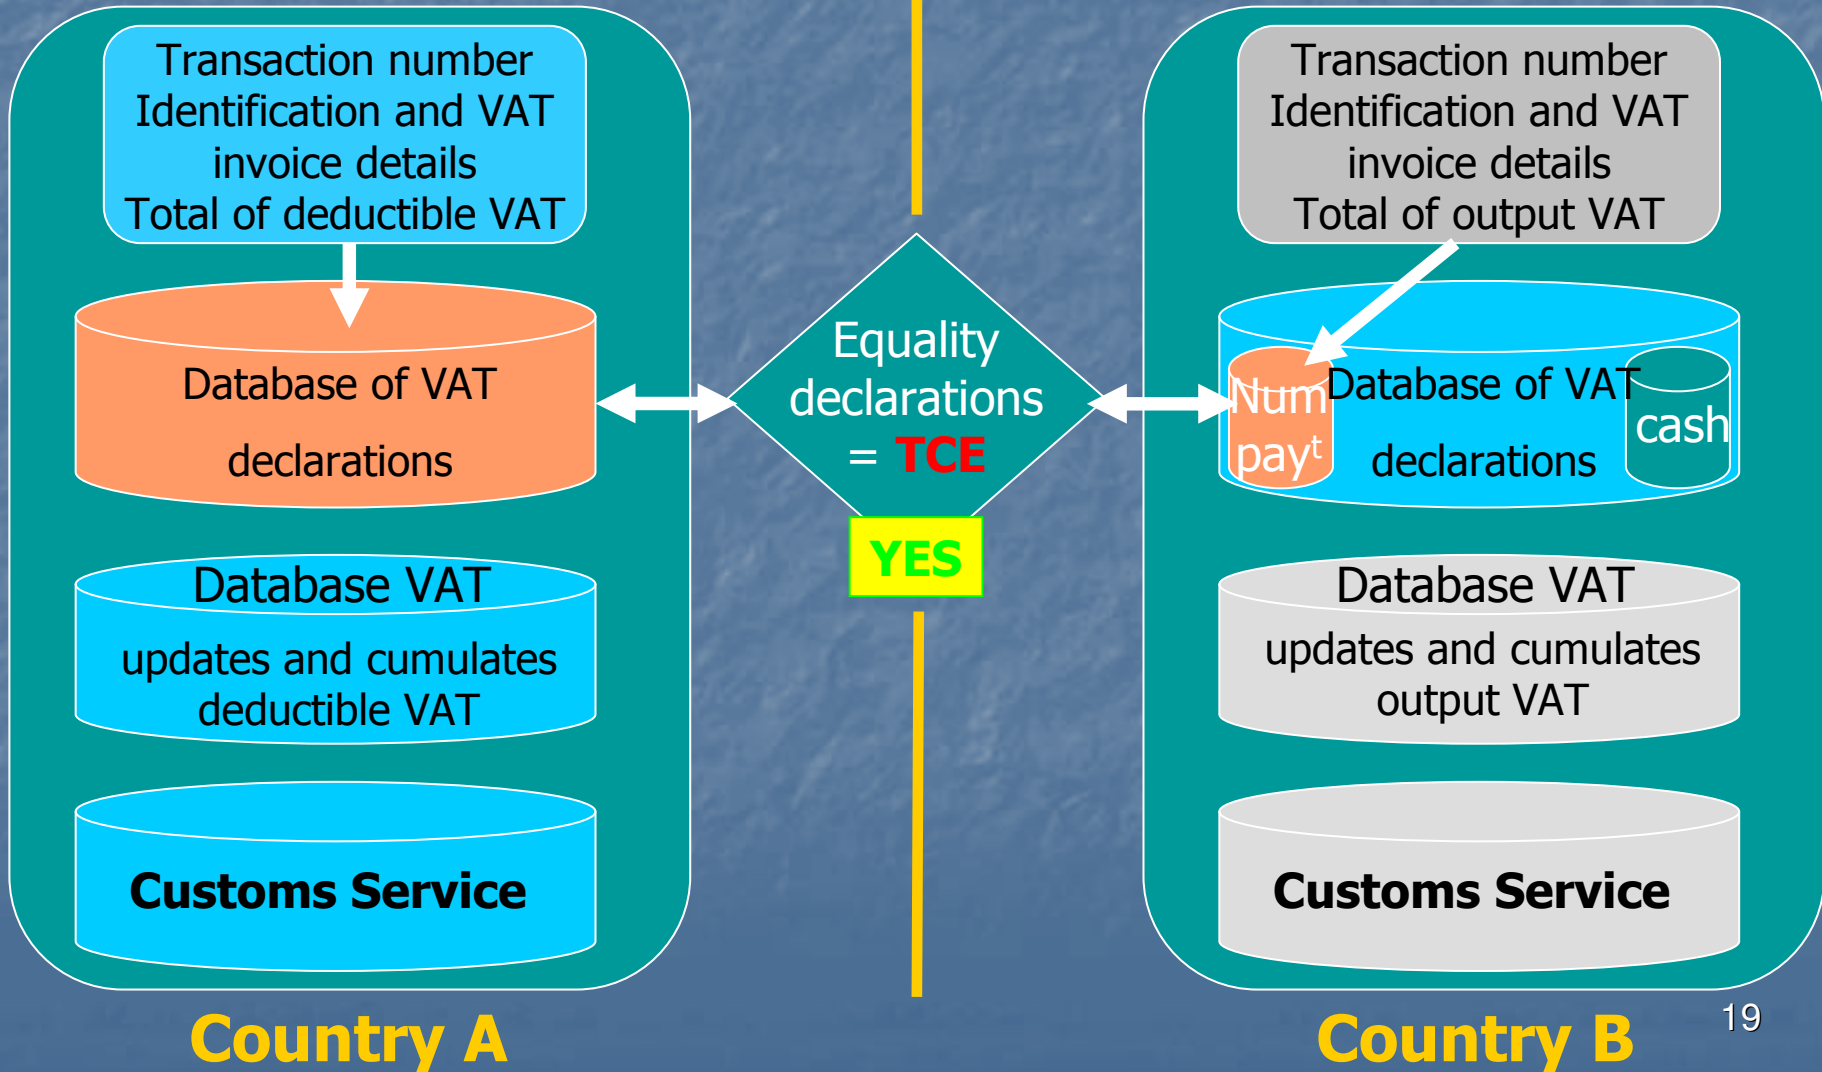 Transaction number
Identification and VAT
invoice details
Total of deductible VAT
Database of VAT
declarations
Database VAT
updates and cumulates
deductible VAT
Customs Service
Country A
Equality
declarations
= TCE
YES
Transaction number
Identification and VAT
invoice details
Total of output VAT
Num
payᵗ
Database of VAT
declarations
cash
Database VAT
updates and cumulates
output VAT
Customs Service
Country B
19